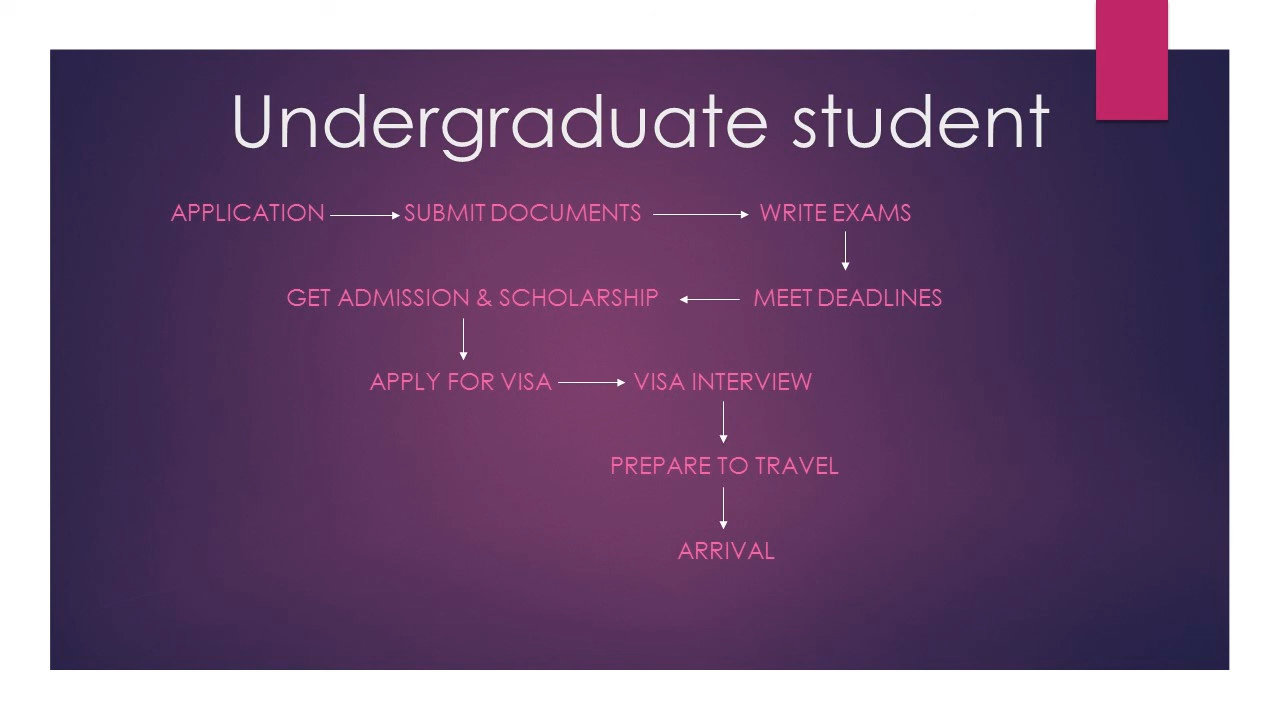 Undergraduate student
APPLICATION SUBMIT DOCUMENTS WRITE EXAMS
GET ADMISSION & SCHOLARSHIP MEET DEADLINES
APPLY FOR VISA VISA INTERVIEW
PREPARE TO TRAVEL
ARRIVAL